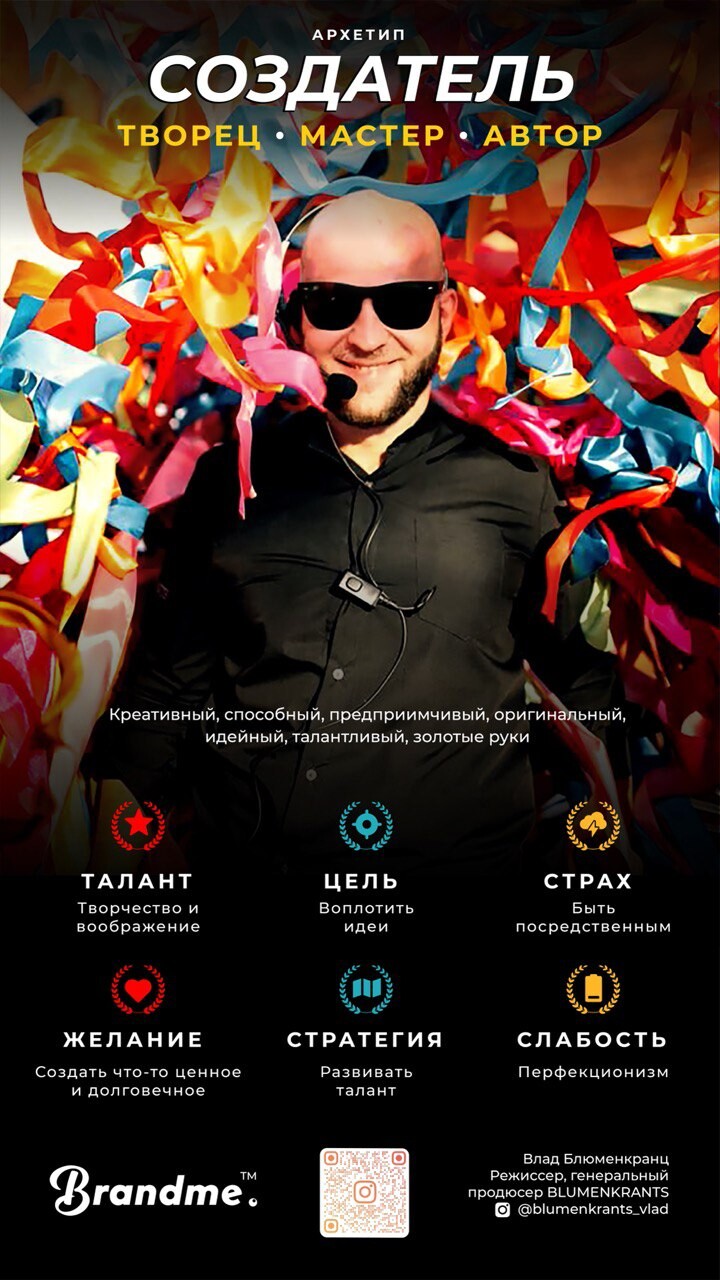 АРХЕТИП
СОЗДАТЕЛЬ
ТВОРЕЦ • МАСТЕР • АВТОР
Креативный, способный, предприимчивый, оригинальный,
идейный, талантливый, золотые руки
ТАЛАНТ
Творчество и
воображение
ЦЕЛЬ
Воплотить
идеи
СТРАХ
Быть
посредственным
ЖЕЛАНИЕ
Создать что-то ценное
и долговечное
СТРАТЕГИЯ
Развивать
талант
СЛАБОСТЬ
Перфекционизм
Brandme.™
Влад Блюменкранц
Режиссер, генеральный
продюсер BLUMENKRANTS
@blumenkrants_vlad